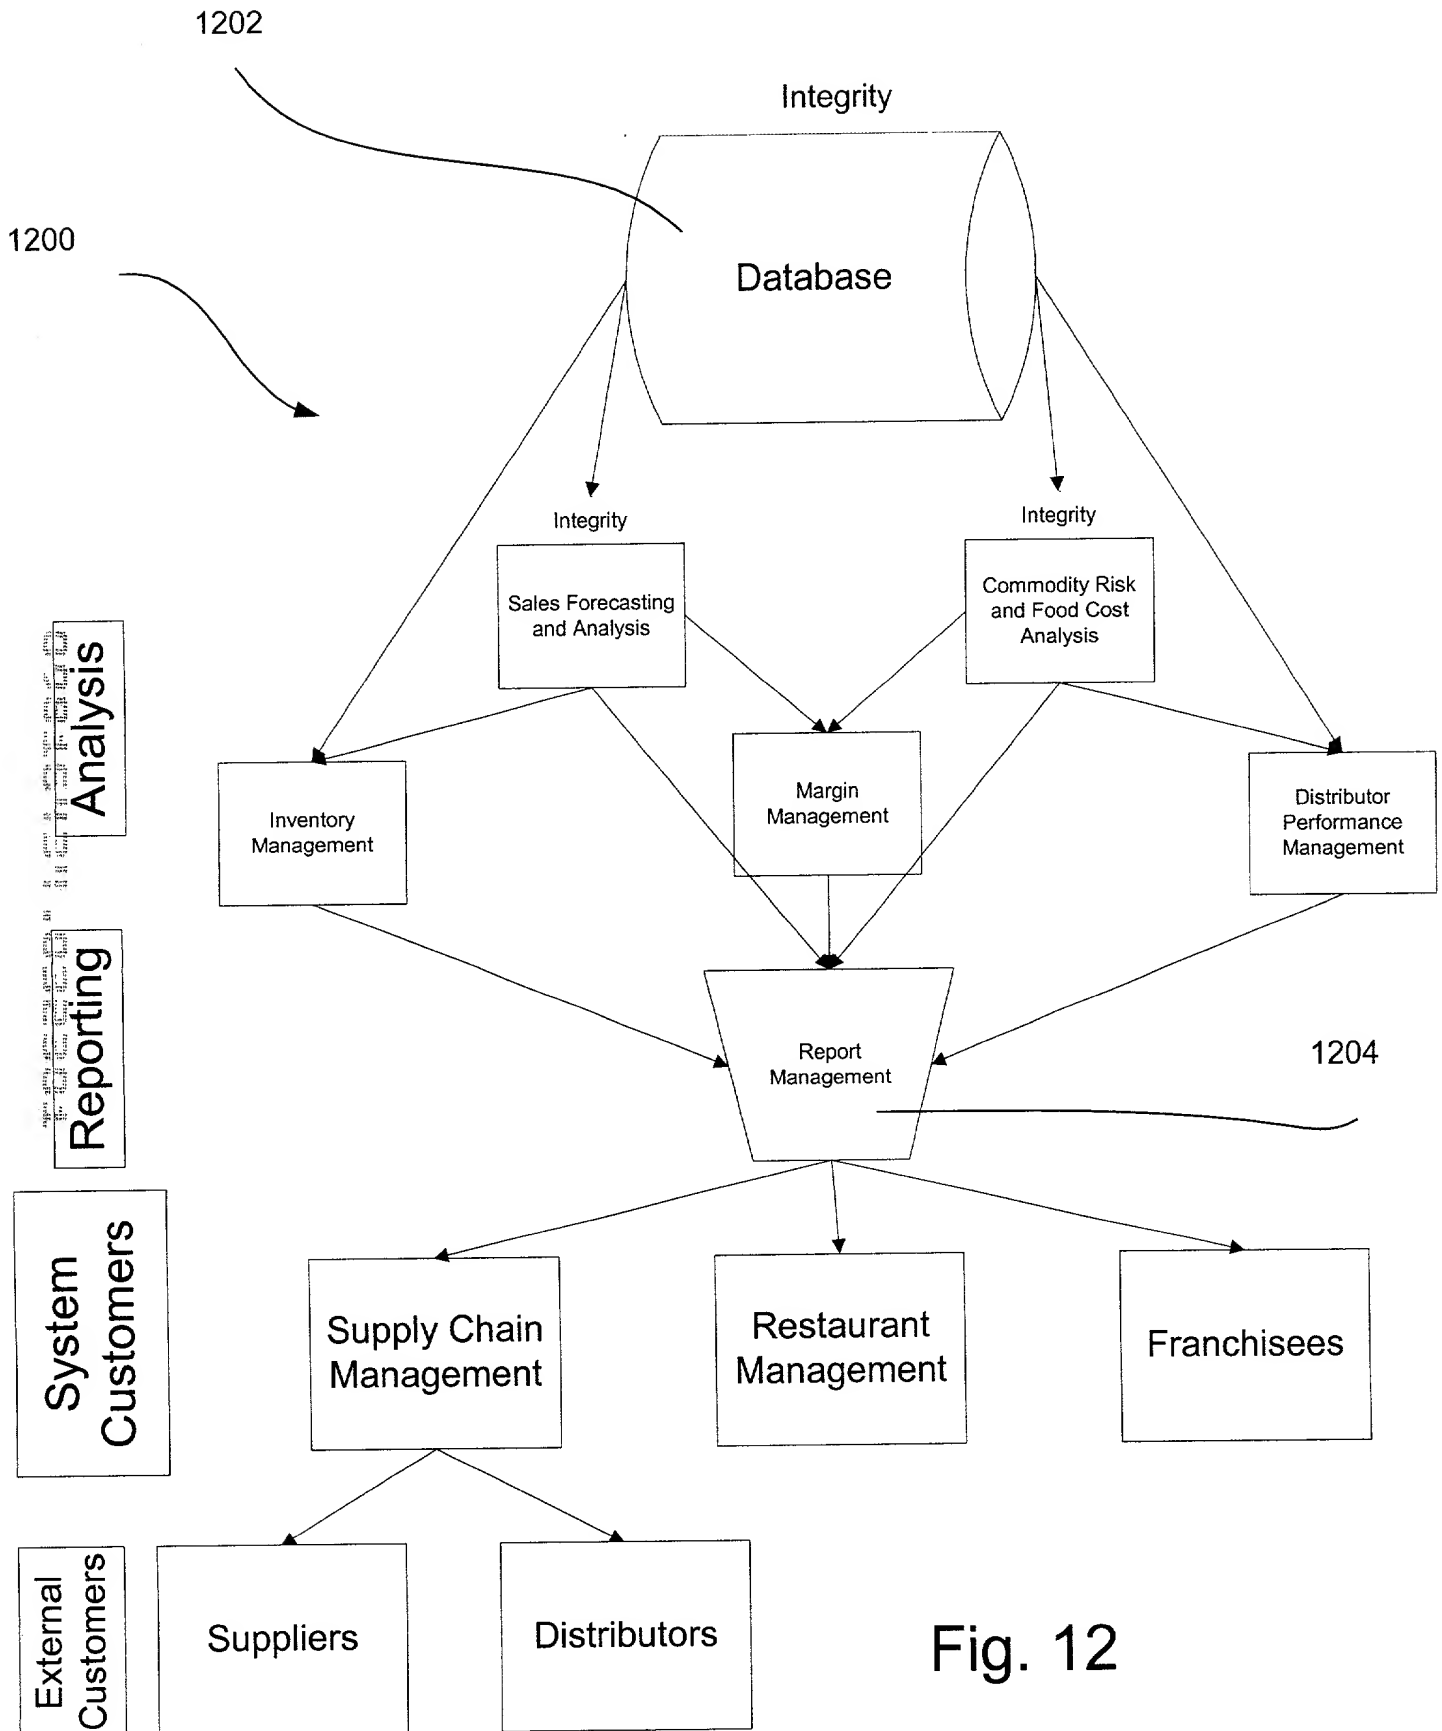 1202
Integrity
1200
Database
Integrity
Integrity
Sales Forecasting
and Analysis
Commodity Risk
and Food Cost
Analysis
Analysis
Inventory
Management
Margin
Management
Distributor
Performance
Management
Reporting
Report
Management
1204
System
Customers
Supply Chain
Management
Restaurant
Management
Franchisees
External
Customers
Suppliers
Distributors
Fig. 12